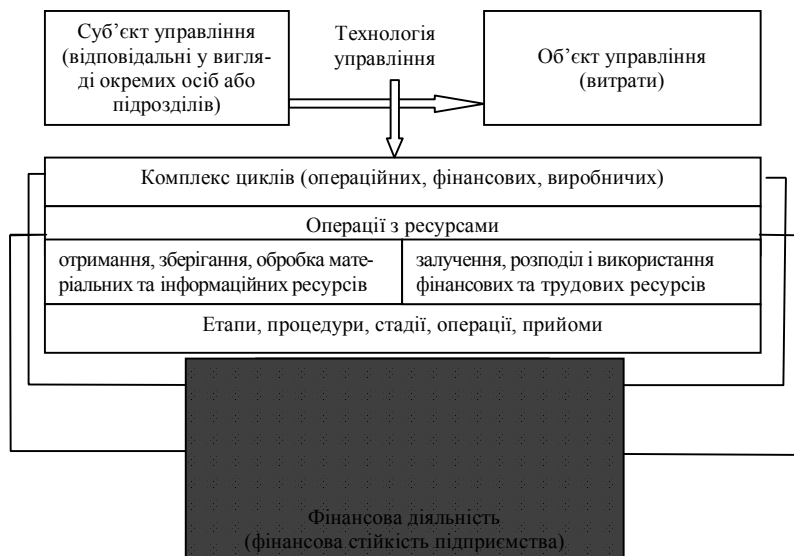 Суб’єкт управління
(відповідальні у вигля-
ді окремих осіб або
підрозділів)
Технологія
управління
Об’єкт управління
(витрати)
Комплекс циклів (операційних, фінансових, виробничих)
Операції з ресурсами
отримання, зберігання, обробка мате-
ріальних та інформаційних ресурсів
залучення, розподіл і використання
фінансових та трудових ресурсів
Етапи, процедури, стадії, операції, прийоми
Фінансова діяльність
(фінансова стійкість підприємства)